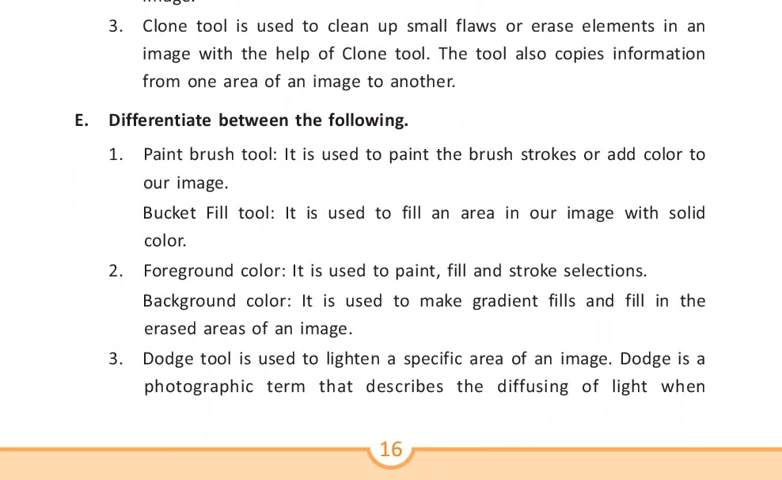 3. Clone tool is used to clean up small flaws or erase elements in an
image with the help of Clone tool. The tool also copies information
from one area of an image to another.
E. Differentiate between the following.
1. Paint brush tool: It is used to paint the brush strokes or add color to
our image.
Bucket Fill tool: It is used to fill an area in our image with solid
color.
2. Foreground color: It is used to paint, fill and stroke selections.
Background color: It is used to make gradient fills and fill in the
erased areas of an image.
3. Dodge tool is used to lighten a specific area of an image. Dodge is a
photographic term that describes the diffusing of light when
16